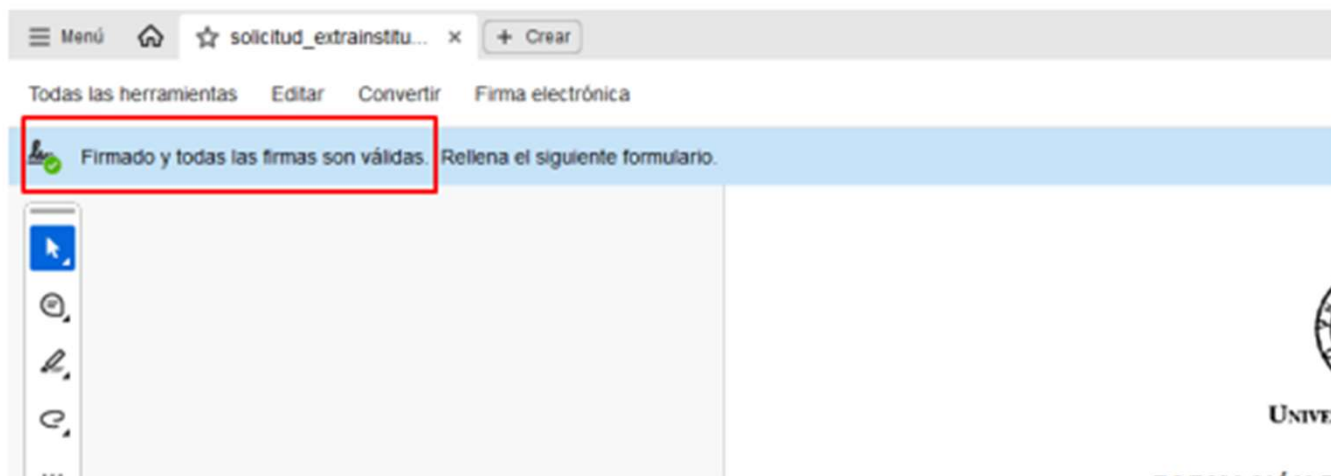 Menú solicitud_extrainstitu... × + Crear
Todas las herramientas Editar Convertir Firma electrónica
Firmado y todas las firmas son válidas. Rellena el siguiente formulario.
UNIVE